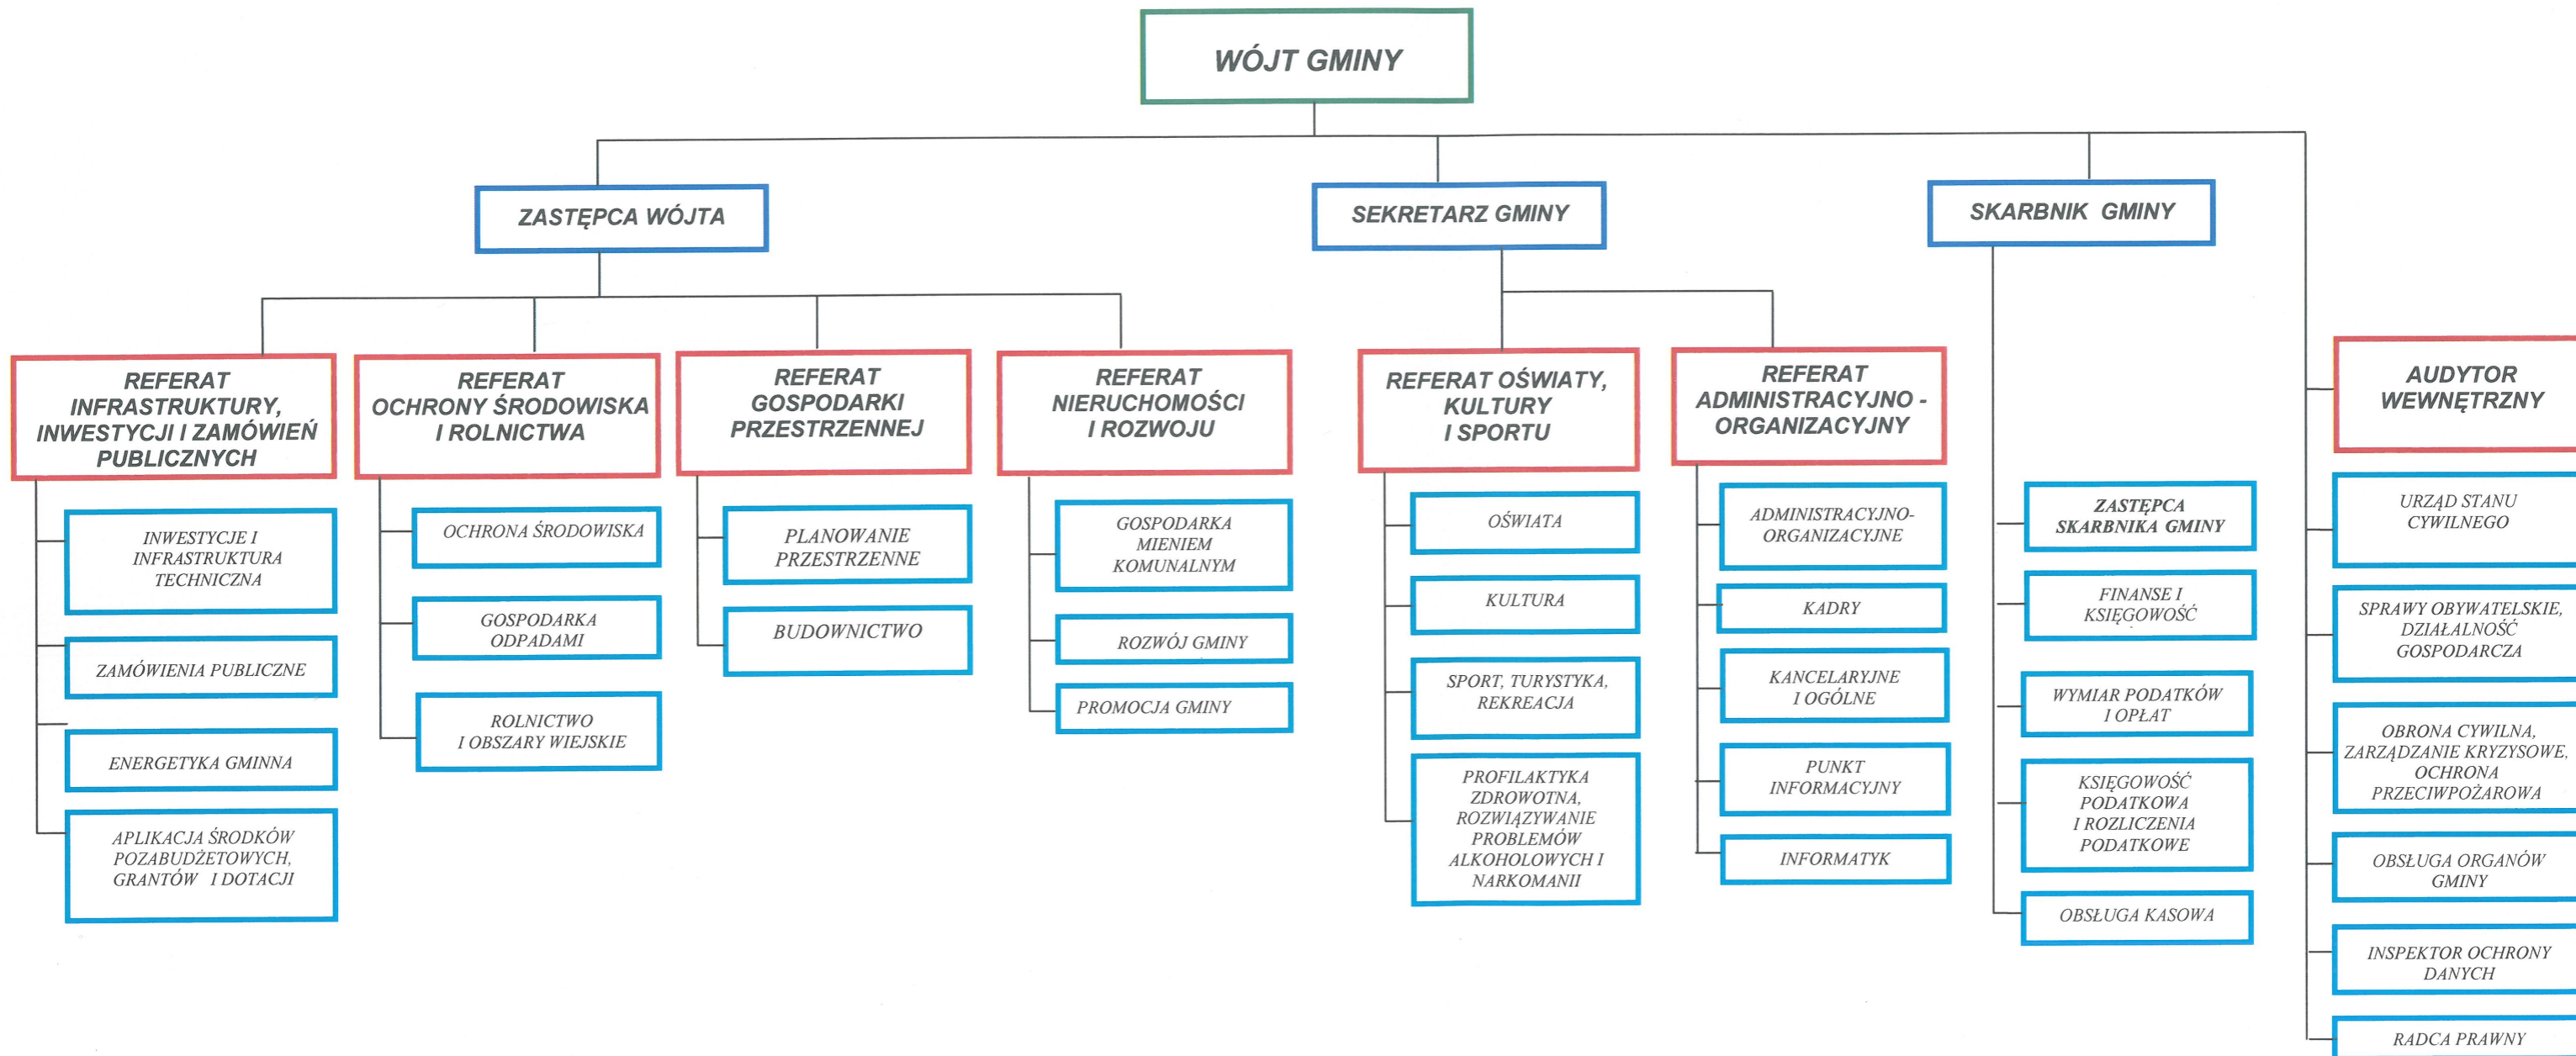 WÓJT GMINY
ZASTĘPCA WÓJTA
SEKRETARZ GMINY
SKARBNIK GMINY
REFERAT
INFRASTRUKTURY,
INWESTYCJI I ZAMÓWIEŃ
PUBLICZNYCH
INWESTYCJE I
INFRASTRUKTURA
TECHNICZNA
ZAMÓWIENIA PUBLICZNE
ENERGETYKA GMINNA
APLIKACJA ŚRODKÓW
POZABUDŻETOWYCH,
GRANTÓW I DOTACJI
REFERAT
OCHRONY ŚRODOWISKA
I ROLNICTWA
OCHRONA ŚRODOWISKA
GOSPODARKA
ODPADAMI
ROLNICTWO
I OBSZARY WIEJSKIE
REFERAT
GOSPODARKI
PRZESTRZENNEJ
PLANOWANIE
PRZESTRZENNE
BUDOWNICTWO
REFERAT
NIERUCHOMOŚCI
I ROZWOJU
GOSPODARKA
MIENIEM
KOMUNALNYM
ROZWÓJ GMINY
PROMOCJA GMINY
REFERAT OŚWIATY,
KULTURY
I SPORTU
OŚWIATA
KULTURA
SPORT, TURYSTYKA,
REKREACJA
PROFILAKTYKA
ZDROWOTNA,
ROZWIĄZYWANIE
PROBLEMÓW
ALKOHOLOWYCH I
NARKOMANII
REFERAT
ADMINISTRACYJNO -
ORGANIZACYJNY
ADMINISTRACYJNO-
ORGANIZACYJNE
KADRY
KANCELARYJNE
I OGÓLNE
PUNKT
INFORMACYJNY
INFORMATYK
ZASTĘPCA
SKARBNIKA GMINY
FINANSE I
KSIĘGOWOŚĆ
WYMIAR PODATKÓW
I OPŁAT
KSIĘGOWOŚĆ
PODATKOWA
I ROZLICZENIA
PODATKOWE
OBSŁUGA KASOWA
AUDYTOR
WEWNĘTRZNY
URZĄD STANU
CYWILNEGO
SPRAWY OBYWATELSKIE,
DZIAŁALNOŚĆ
GOSPODARCZA
OBRONA CYWILNA,
ZARZĄDZANIE KRYZYSOWE,
OCHRONA
PRZECIWPOŻAROWA
OBSŁUGA ORGANÓW
GMINY
INSPEKTOR OCHRONY
DANYCH
RADCA PRAWNY